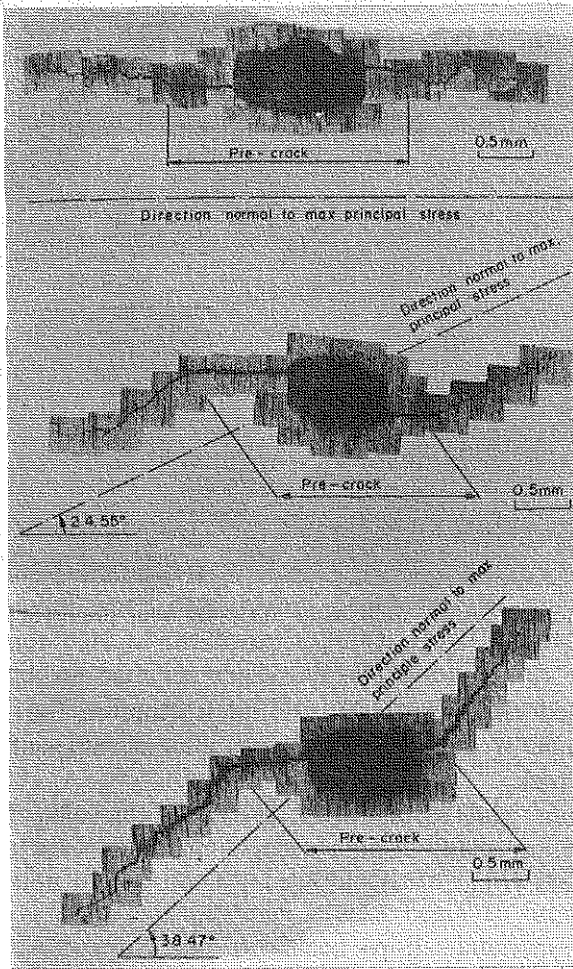 Pre-crack
0.5mm
Direction normal to max principal stress
Direction normal to max.
principal stress
Pre-crack
0.5mm
24.56°
Direction normal to max
principle stress
Pre-crack
0.5mm
38.47°